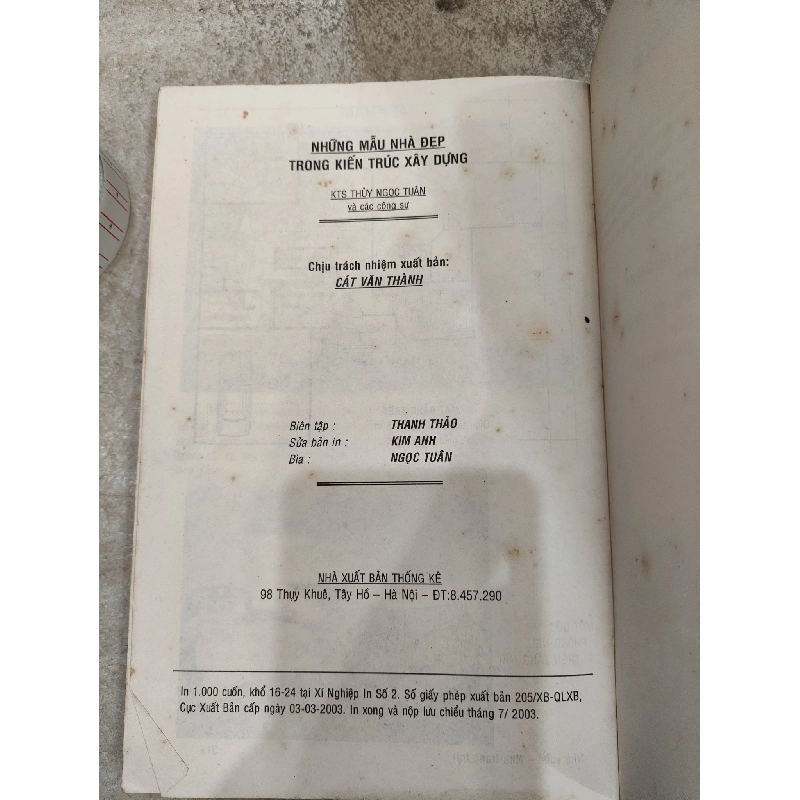 NHỮNG MẪU NHÀ ĐẸP
TRONG KIẾN TRÚC XÂY DỰNG
KTS THÙY NGỌC TUÂN
và các công sự
Chịu trách nhiệm xuất bản:
CÁT VĂN THÀNH
Biên tập : THANH THẢO
Sửa bản in : KIM ANH
Bìa : NGỌC TUÂN
NHÀ XUẤT BẢN THỐNG KÊ
98 Thụy Khuê, Tây Hồ – Hà Nội – ĐT:8.457.290
In 1.000 cuốn, khổ 16-24 tại Xí Nghiệp In Số 2. Số giấy phép xuất bản 205/XB-QLXB,
Cục Xuất Bản cấp ngày 03-03-2003. In xong và nộp lưu chiểu tháng 7/ 2003.